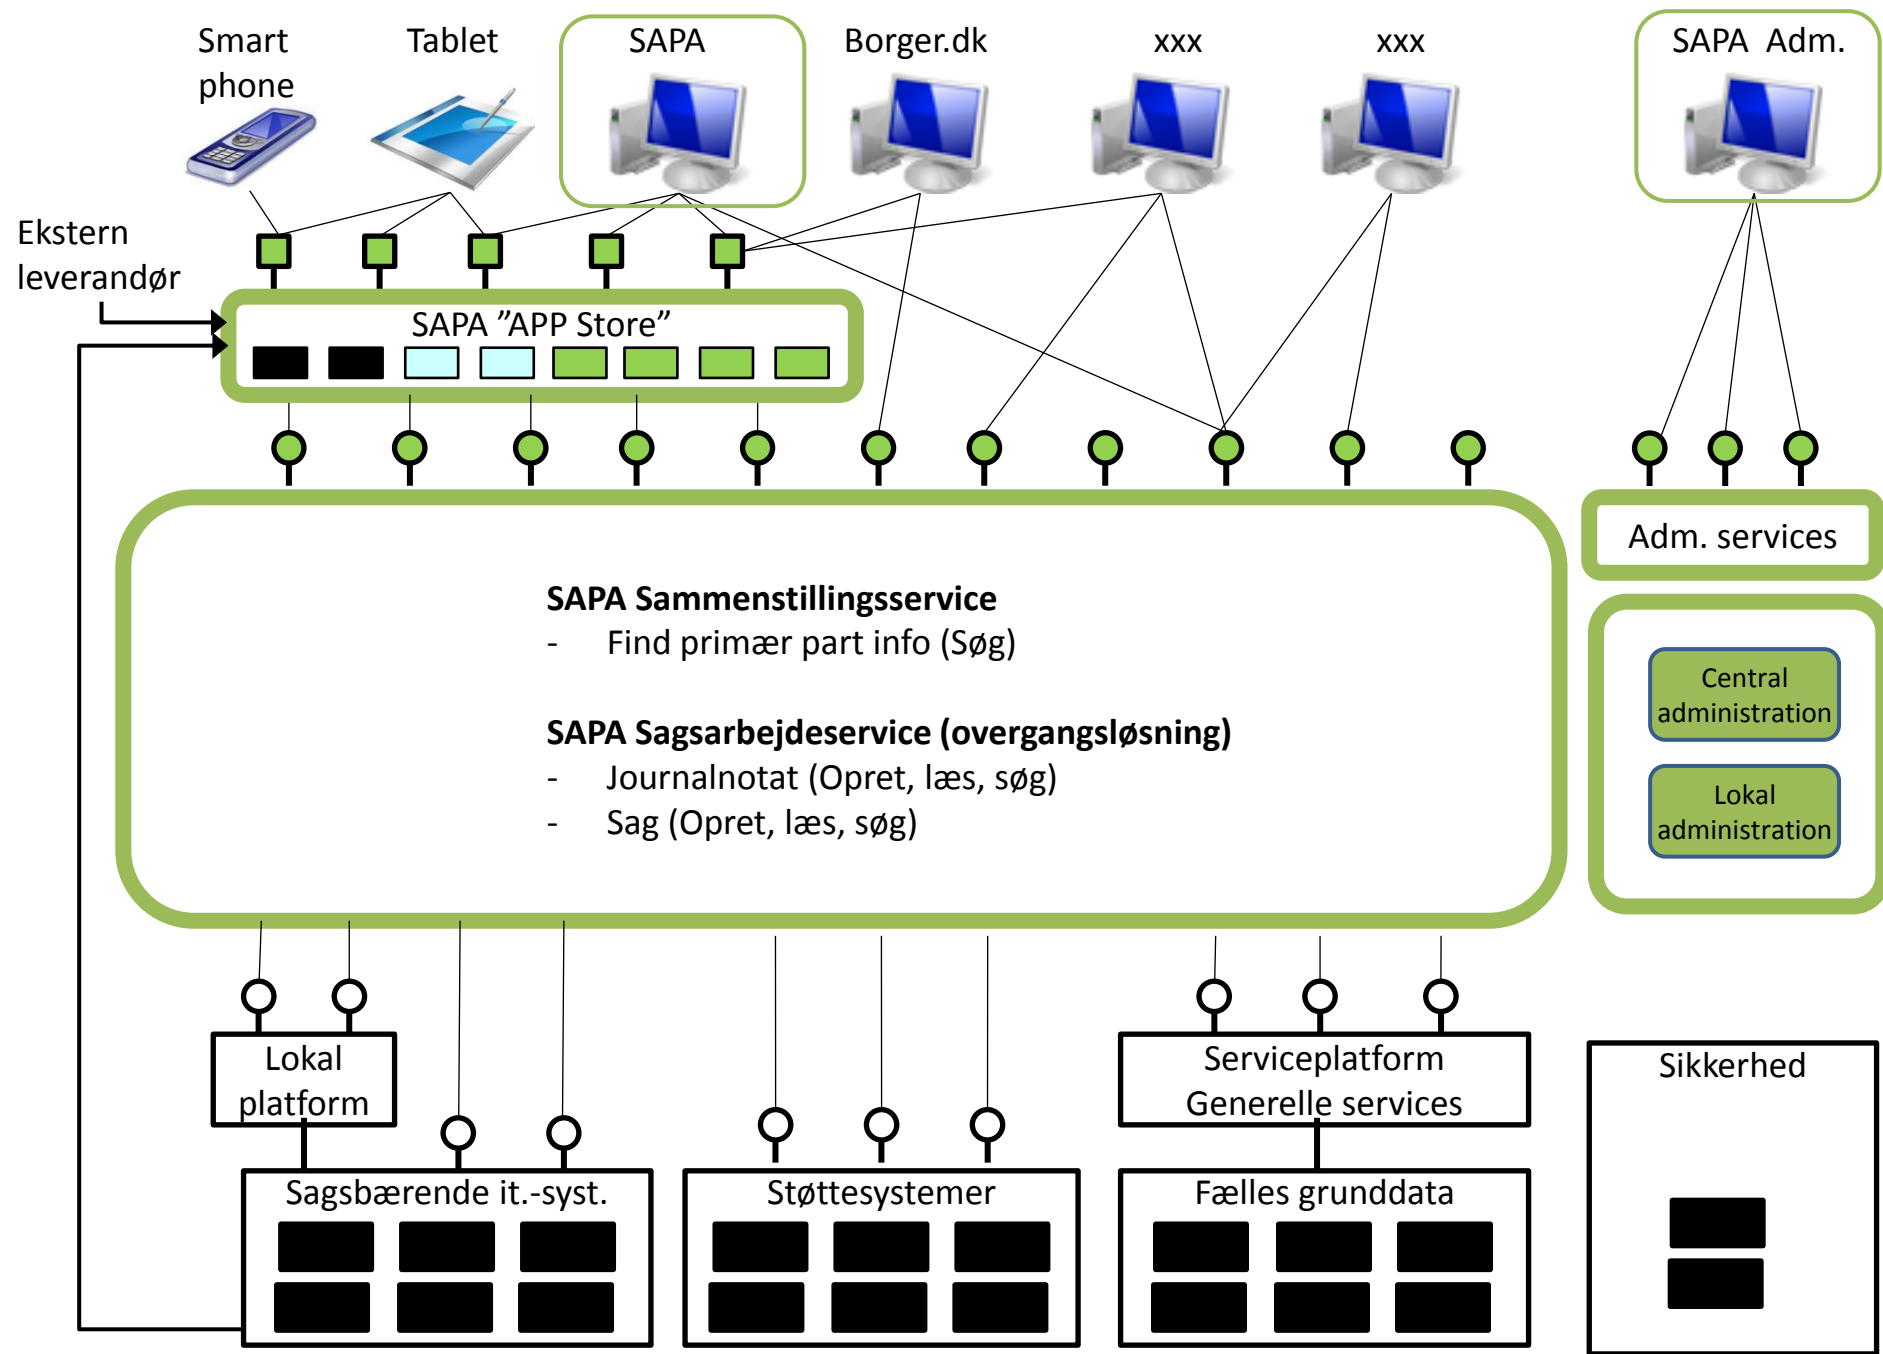 Smart
phone
Tablet
SAPA
Borger.dk
xxx
xxx
SAPA Adm.
Ekstern
leverandør
SAPA ”APP Store”
Adm. services
SAPA Sammenstillingsservice
- Find primær part info (Søg)
SAPA Sagsarbejdeservice (overgangsløsning)
- Journalnotat (Opret, læs, søg)
- Sag (Opret, læs, søg)
Central
administration
Lokal
administration
Lokal
platform
Serviceplatform
Generelle services
Sikkerhed
Sagsbærende it.-syst.
Støttesystemer
Fælles grunddata